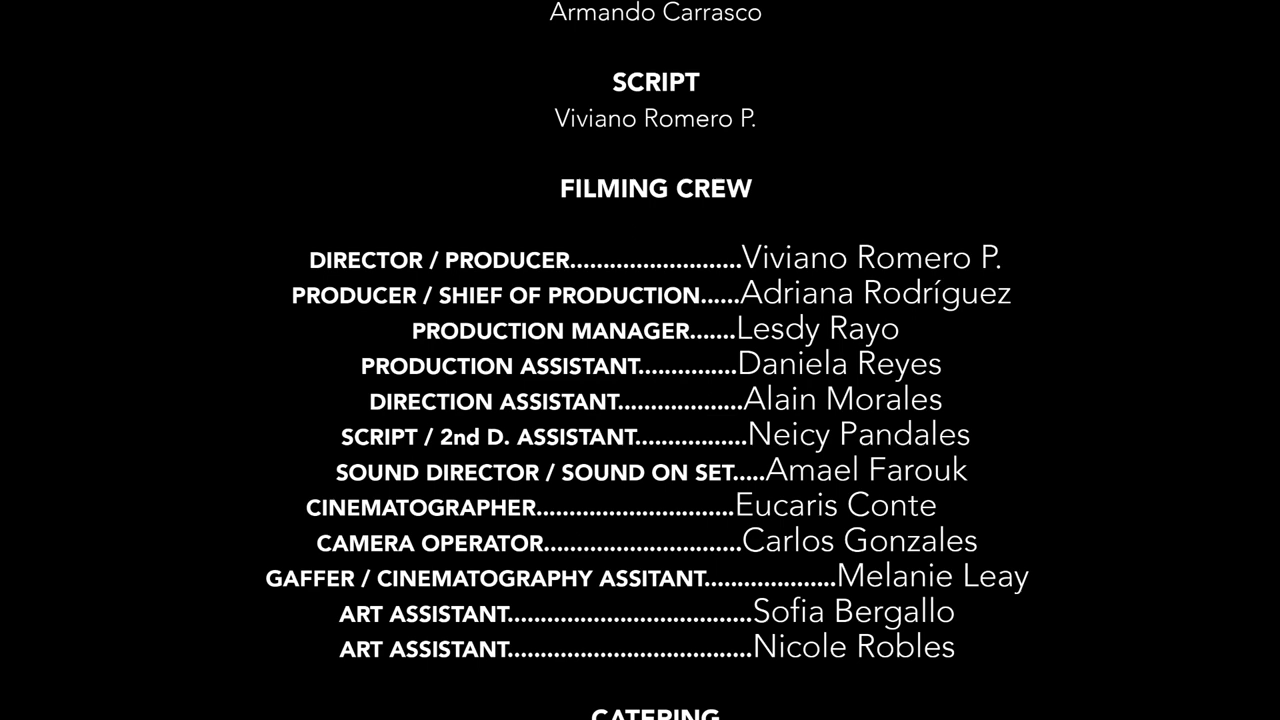 Armando Carrasco
SCRIPT
Viviano Romero P.
FILMING CREW
DIRECTOR / PRODUCER..........................Viviano Romero P.
PRODUCER / SHIEF OF PRODUCTION......Adriana Rodríguez
PRODUCTION MANAGER.......Lesdy Rayo
PRODUCTION ASSISTANT...............Daniela Reyes
DIRECTION ASSISTANT...................Alain Morales
SCRIPT / 2nd D. ASSISTANT.................Neicy Pandales
SOUND DIRECTOR / SOUND ON SET.....Amael Farouk
CINEMATOGRAPHER..............................Eucaris Conte
CAMERA OPERATOR..............................Carlos Gonzales
GAFFER / CINEMATOGRAPHY ASSITANT....................Melanie Leay
ART ASSISTANT.....................................Sofia Bergallo
ART ASSISTANT.....................................Nicole Robles
CATERING